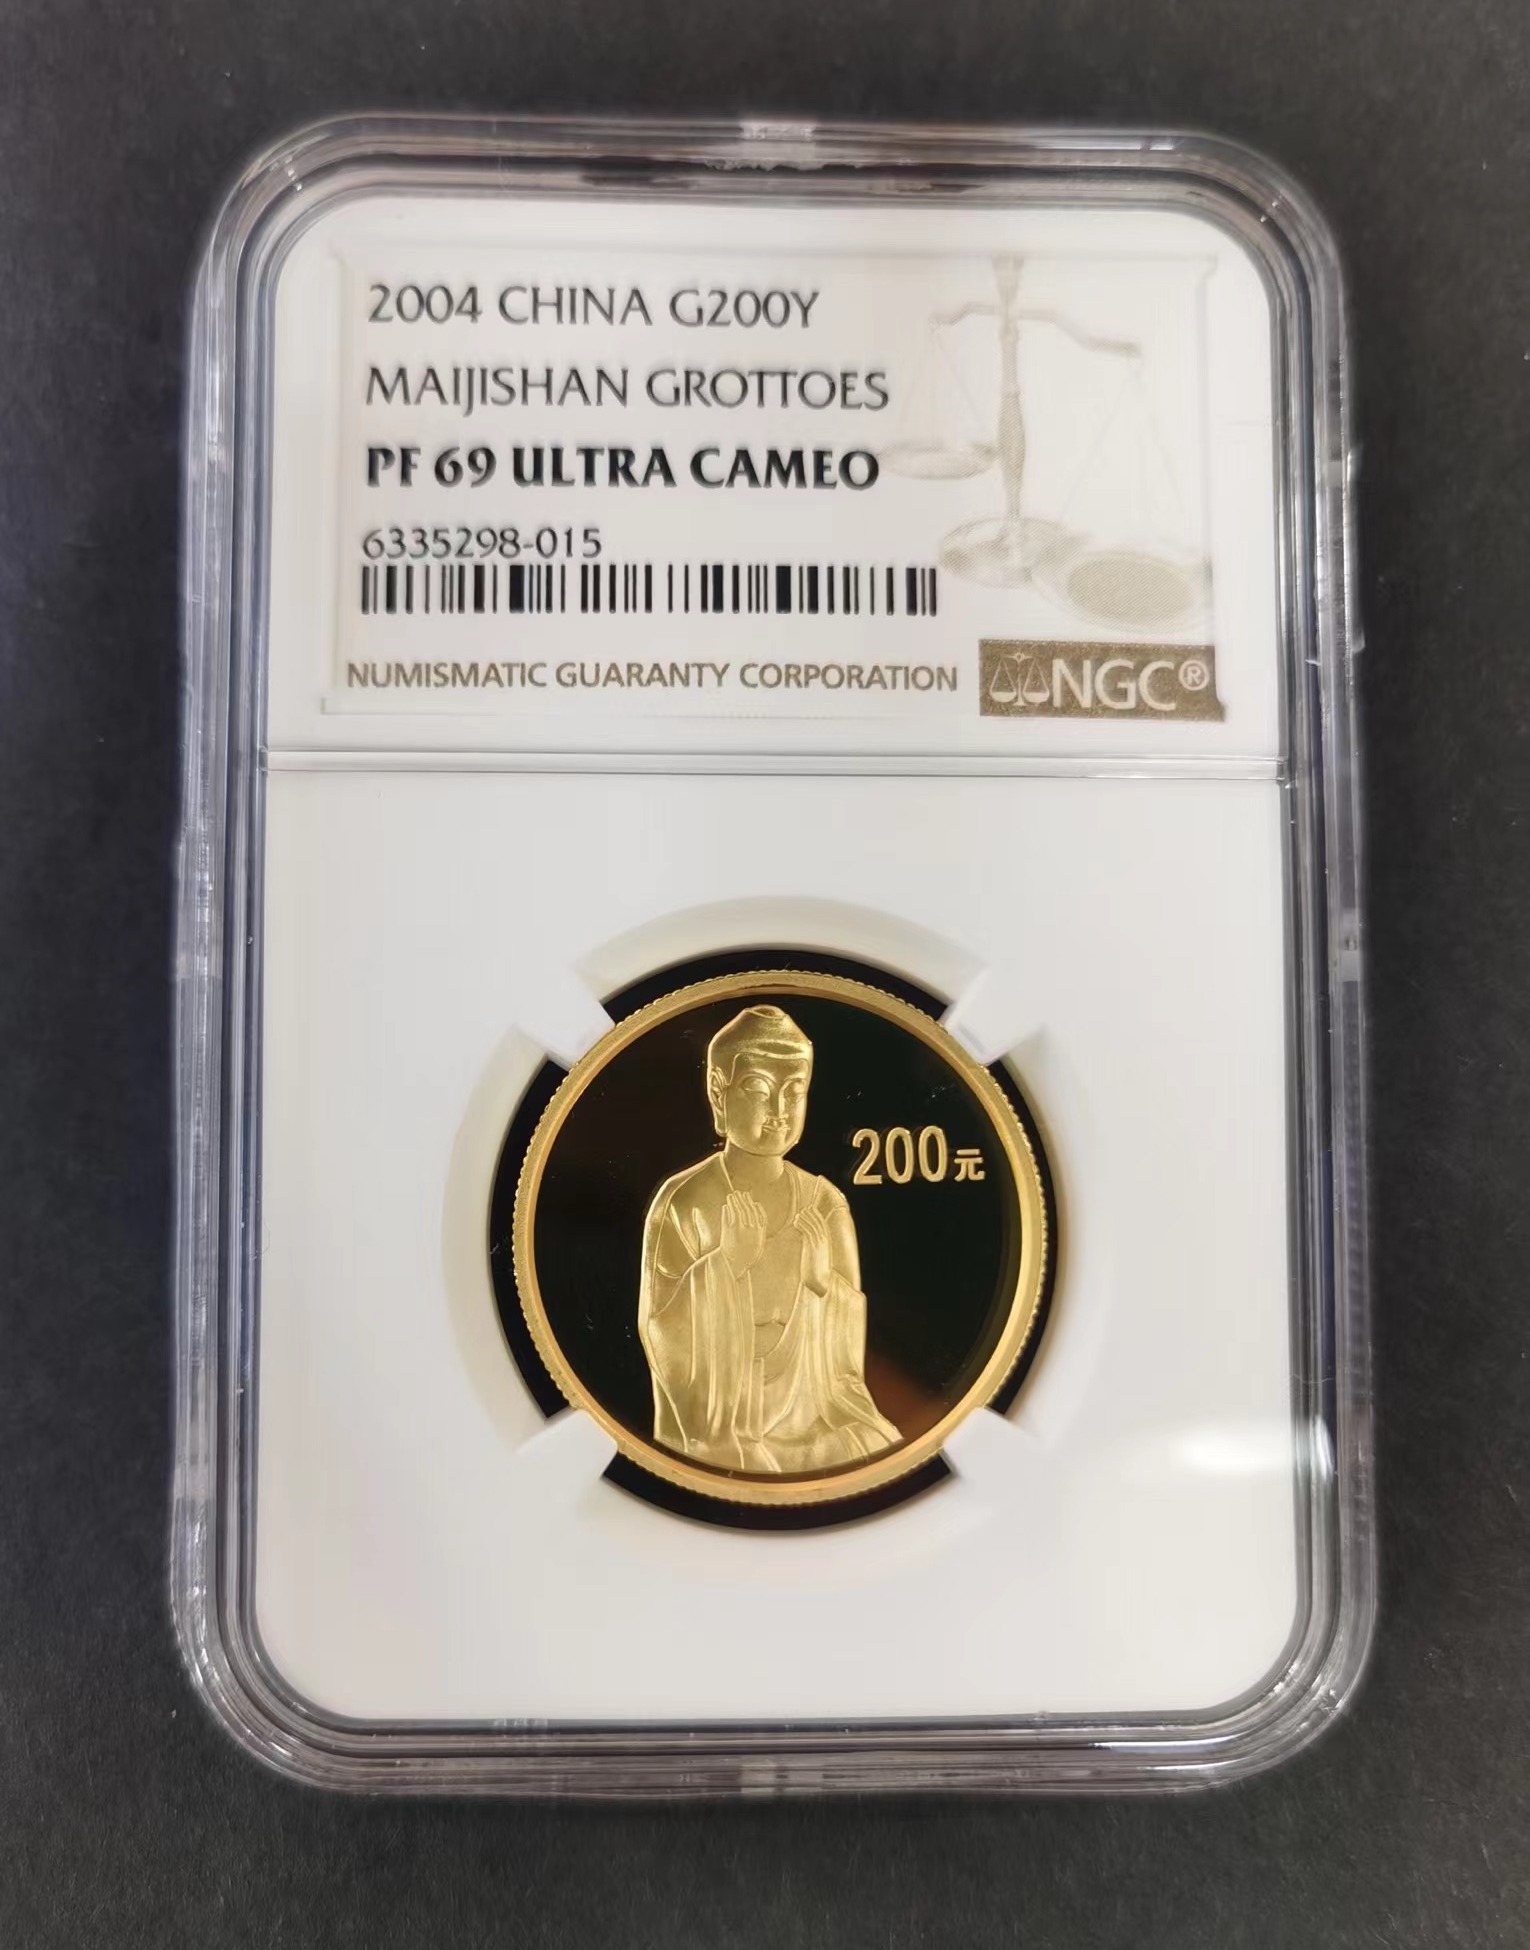 2004 CHINA G200Y
MAIJISHAN GROTTOES
PF 69 ULTRA CAMEO
6335298-015
NUMISMATIC GUARANTY CORPORATION NGC®
200元